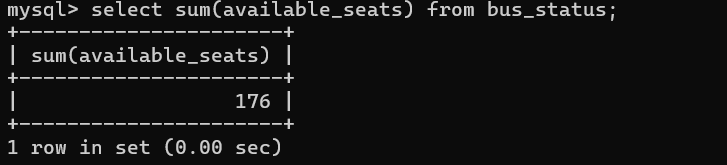 mysql> select sum(available_seats) from bus_status;
+----------------------+
| sum(available_seats) |
+----------------------+
|                  176 |
+----------------------+
1 row in set (0.00 sec)